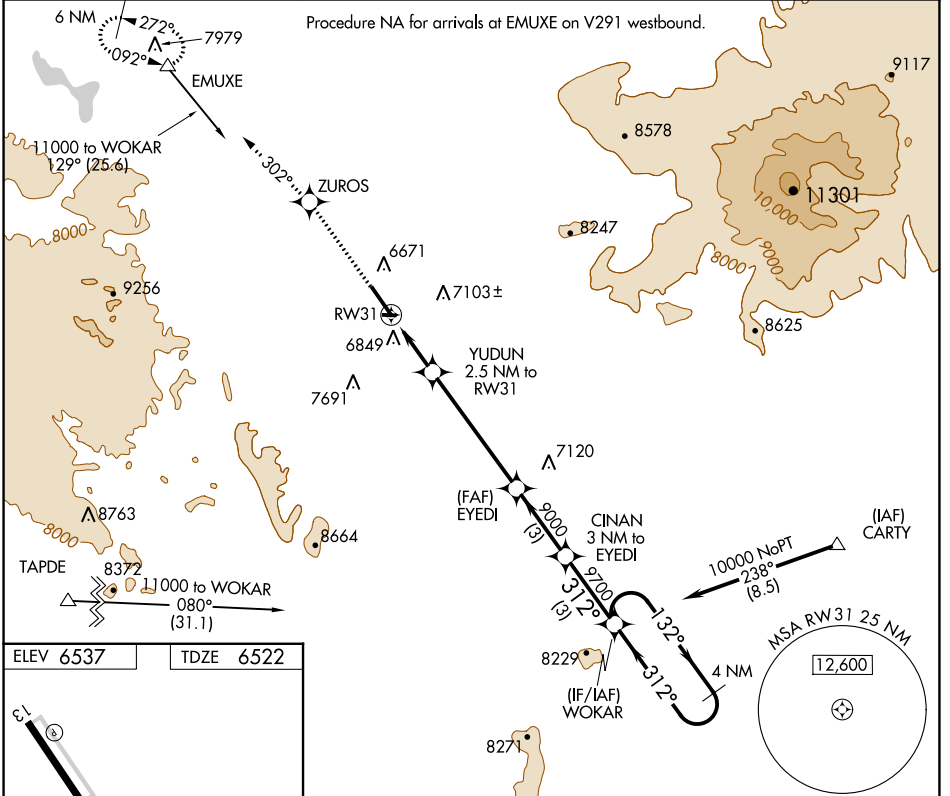 Procedure NA for arrivals at EMUXE on V291 westbound.
6 NM
272°
7979
092°
EMUXE
9117
8578
11000 to WOKAR
129° (25.6)
302°
ZUROS
11301
10,000
9000
8000
8247
8000
6671
9256
7103±
RW31
8625
6849
YUDUN
2.5 NM to
RW31
7691
7120
(FAF)
EYEDI
9000
(3)
CINAN
3 NM to
EYEDI
(IAF)
CARTY
8763
8000
8664
10000 NoPT
238°
(8.5)
9700
312°
(3)
TAPDE
8372
11000 to WOKAR
080°
(31.1)
132°
MSA RW31 25 NM
12,600
ELEV 6537
TDZE 6522
8229
312°
4 NM
(IF/IAF)
WOKAR
13
P
8271